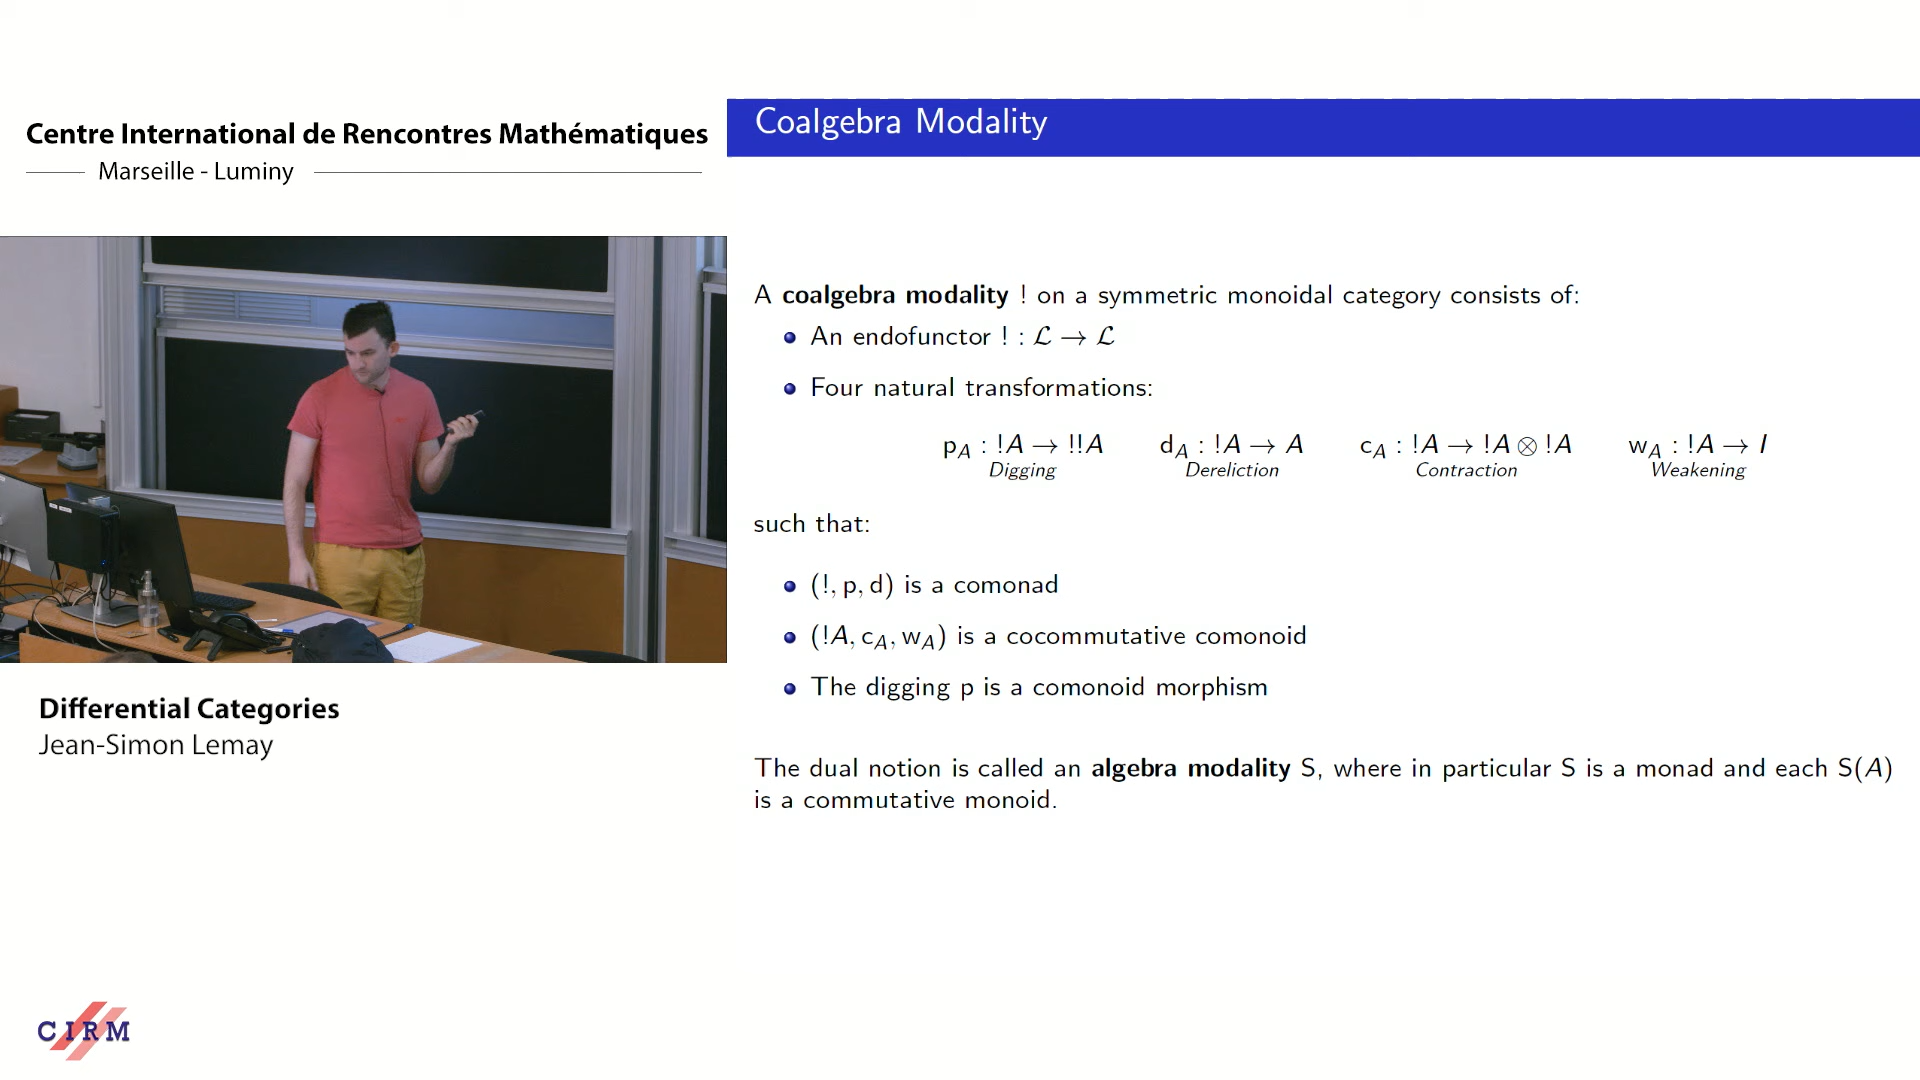 Centre International de Rencontres Mathématiques
Marseille - Luminy
Differential Categories
Jean-Simon Lemay
CIRM
Coalgebra Modality
A coalgebra modality ! on a symmetric monoidal category consists of:
• An endofunctor ! : ℒ → ℒ
• Four natural transformations:
p_A : !A → !!A d_A : !A → A c_A : !A → !A ⊗ !A w_A : !A → I
Digging Dereliction Contraction Weakening
such that:
• (!, p, d) is a comonad
• (!A, c_A, w_A) is a cocommutative comonoid
• The digging p is a comonoid morphism
The dual notion is called an algebra modality S, where in particular S is a monad and each S(A)
is a commutative monoid.